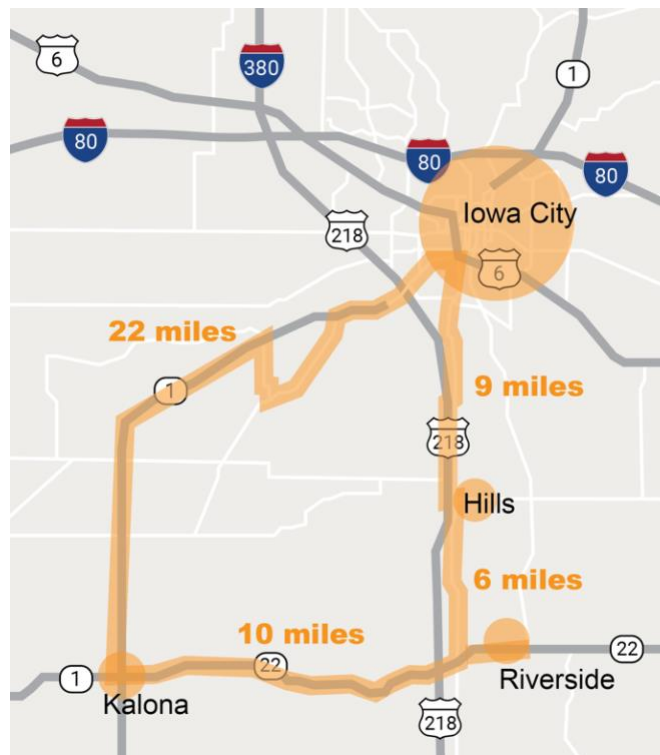 6
380
1
80
80
80
Iowa City
218
6
22 miles
9 miles
1
218
Hills
6 miles
10 miles
22
22
1
Riverside
Kalona
218